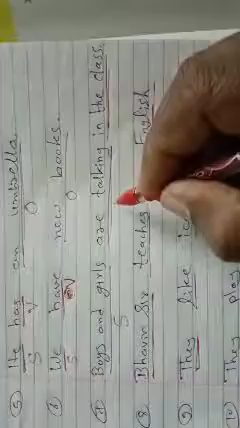 5 He has an umbrella.
S V O
6 We have new books.
S V O
7 Boys and girls are talking in the class.
S
8 Bhavin Sir teaches English
9 They like
10 They play